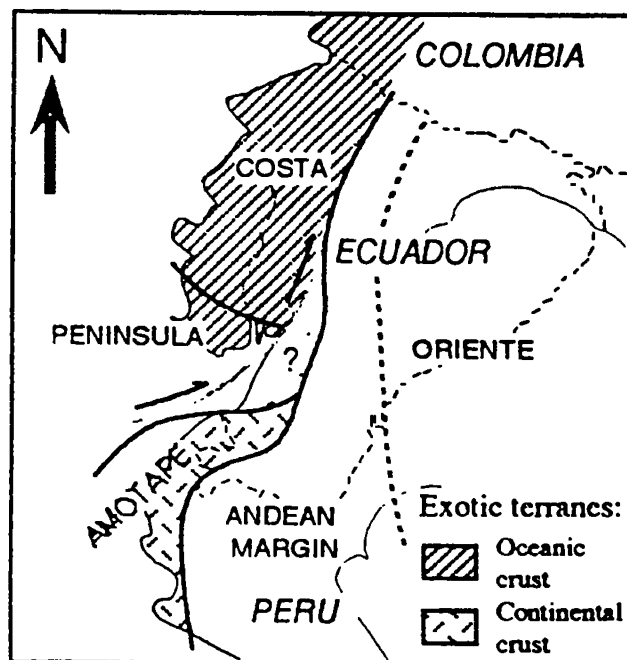 N
COLOMBIA
COSTA
ECUADOR
PENINSULA
?
ORIENTE
AMOTAPE
ANDEAN
MARGIN
PERU
Exotic terranes:
Oceanic
crust
Continental
crust